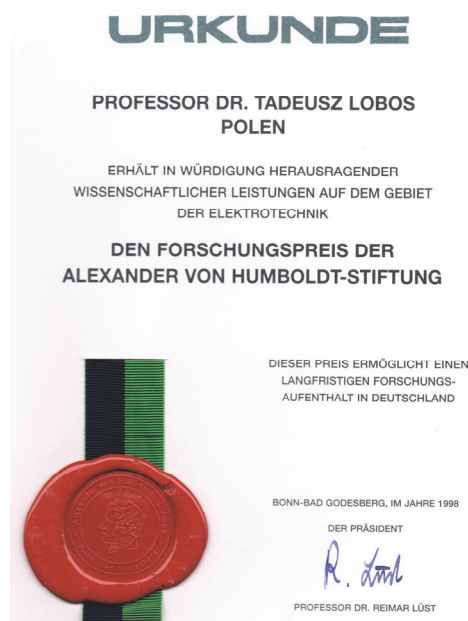 URKUNDE
PROFESSOR DR. TADEUSZ LOBOS
POLEN
ERHÄLT IN WÜRDIGUNG HERAUSRAGENDER
WISSENSCHAFTLICHER LEISTUNGEN AUF DEM GEBIET
DER ELEKTROTECHNIK
DEN FORSCHUNGSPREIS DER
ALEXANDER VON HUMBOLDT-STIFTUNG
DIESER PREIS ERMÖGLICHT EINEN
LANGFRISTIGEN FORSCHUNGS-
AUFENTHALT IN DEUTSCHLAND
BONN-BAD GODESBERG, IM JAHRE 1998
DER PRÄSIDENT
R. Lüst
PROFESSOR DR. REIMAR LÜST